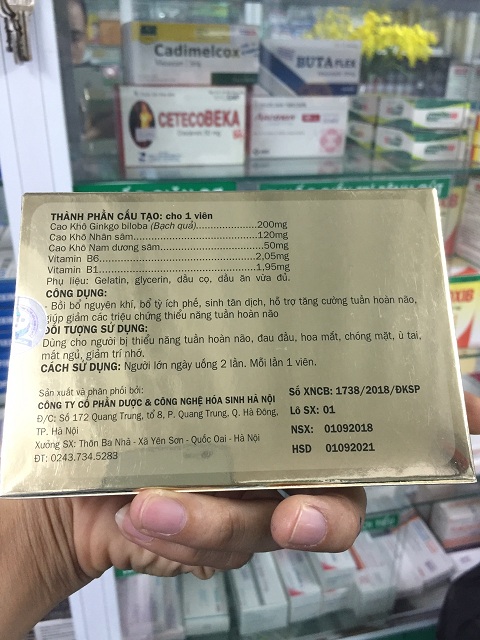 Cadimelcox
BUTAFLEX
CETECOBEKA
THÀNH PHẦN CẤU TẠO: cho 1 viên
Cao Khô Ginkgo biloba (Bạch quả)....................200mg
Cao Khô Nhân sâm.......................................120mg
Cao Khô Nam dương sâm..............................50mg
Vitamin B6..................................................2,05mg
Vitamin B1..................................................1,95mg
Phụ liệu: Gelatin, glycerin, dầu cọ, dầu ăn vừa đủ.
CÔNG DỤNG:
- Bồi bổ nguyên khí, bổ tỳ ích phế, sinh tân dịch, hỗ trợ tăng cường tuần hoàn não,
giúp giảm các triệu chứng thiểu năng tuần hoàn não
ĐỐI TƯỢNG SỬ DỤNG:
Dùng cho người bị thiểu năng tuần hoàn não, đau đầu, hoa mắt, chóng mặt, ù tai,
mất ngủ, giảm trí nhớ.
CÁCH SỬ DỤNG: Người lớn ngày uống 2 lần. Mỗi lần 1 viên.
Sản xuất và phân phối bởi:
CÔNG TY CỔ PHẦN DƯỢC & CÔNG NGHỆ HÓA SINH HÀ NỘI
Đ/C: Số 172 Quang Trung, tổ 8, P. Quang Trung, Q. Hà Đông,
TP. Hà Nội
Xưởng SX: Thôn Ba Nhà - Xã Yên Sơn - Quốc Oai - Hà Nội
ĐT: 0243.734.5283
Số XNCB: 1738/2018/ĐKSP
Lô SX: 01
NSX: 01092018
HSD 01092021